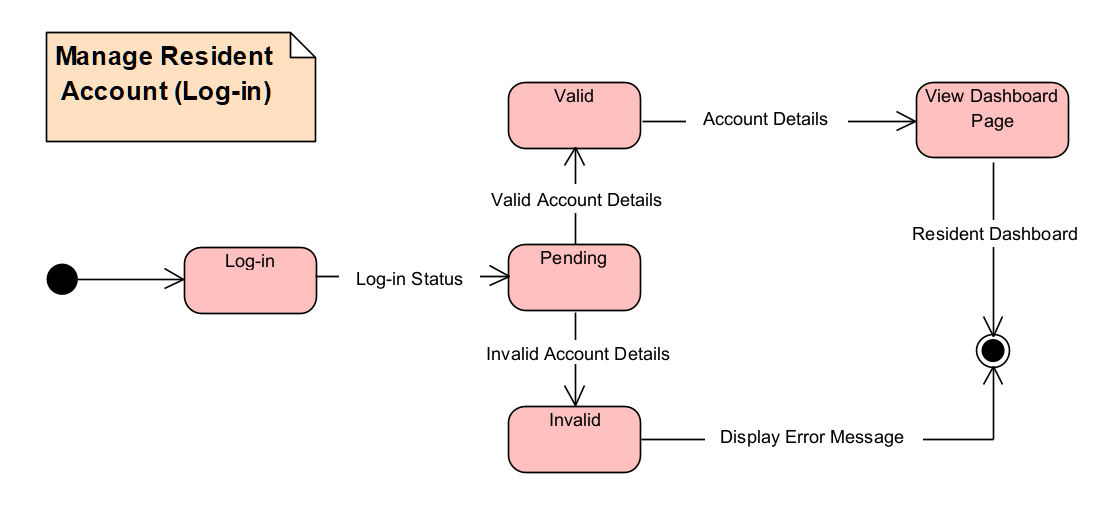 Manage Resident
Account (Log-in)
Valid
Account Details
View Dashboard
Page
Valid Account Details
Resident Dashboard
Log-in
Log-in Status
Pending
Invalid Account Details
Invalid
Display Error Message